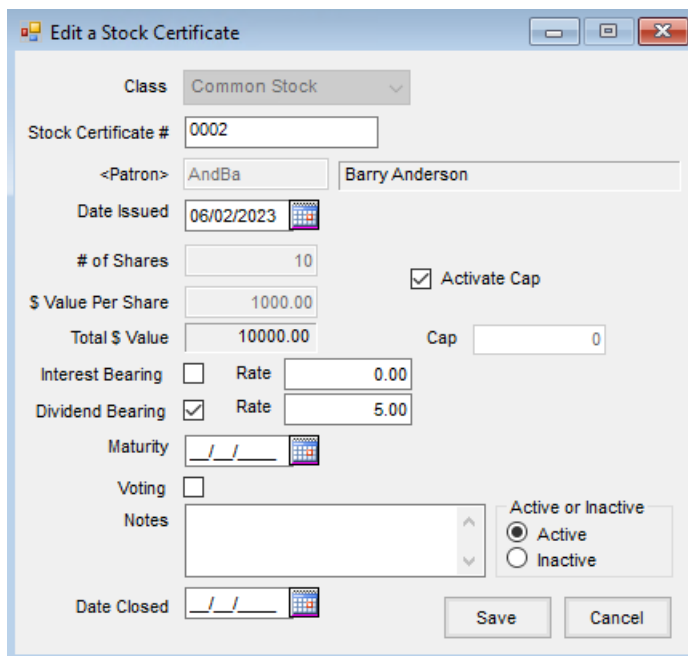 Edit a Stock Certificate
Class Common Stock
Stock Certificate # 0002
<Patron> AndBa Barry Anderson
Date Issued 06/02/2023
# of Shares 10
Activate Cap
$ Value Per Share 1000.00
Total $ Value 10000.00 Cap 0
Interest Bearing Rate 0.00
Dividend Bearing Rate 5.00
Maturity __/__/____
Voting
Notes
Active or Inactive
Active
Inactive
Date Closed __/__/____
Save Cancel